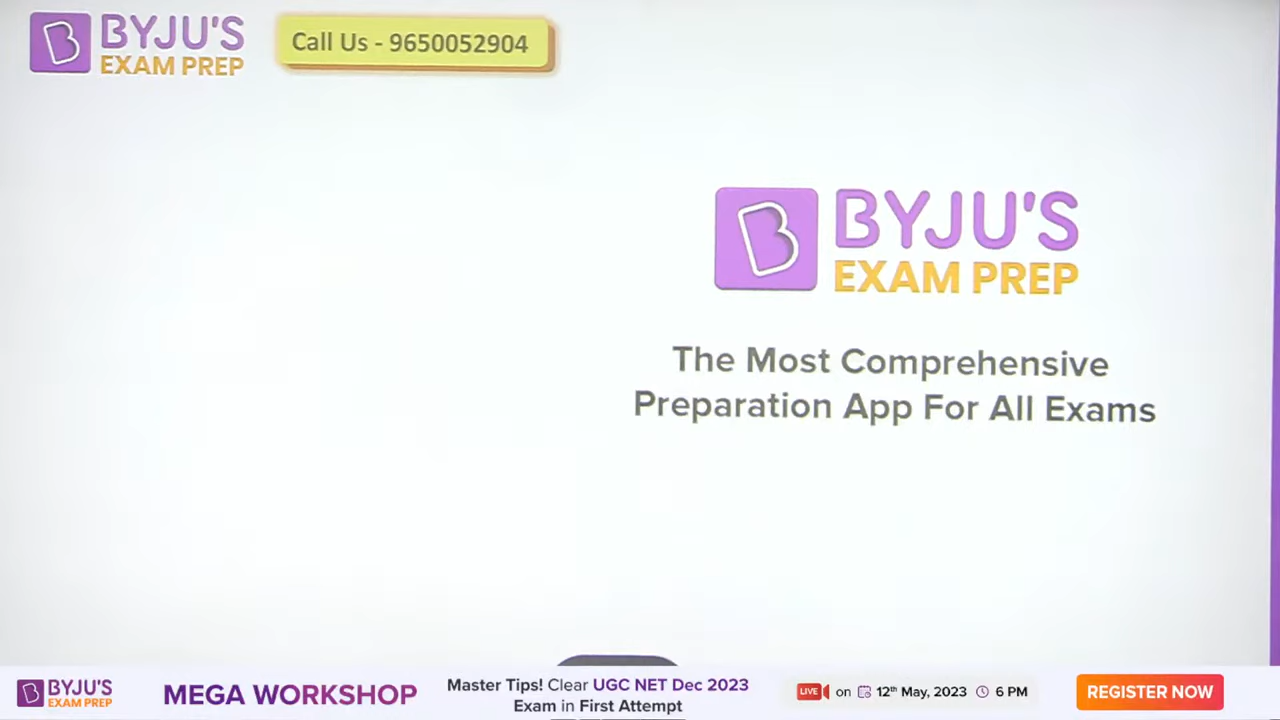 BYJU'S
EXAM PREP
Call Us - 9650052904
BYJU'S
EXAM PREP
The Most Comprehensive
Preparation App For All Exams
BYJU'S
EXAM PREP
MEGA WORKSHOP
Master Tips! Clear UGC NET Dec 2023
Exam in First Attempt
LIVE on 12th May, 2023 6 PM
REGISTER NOW